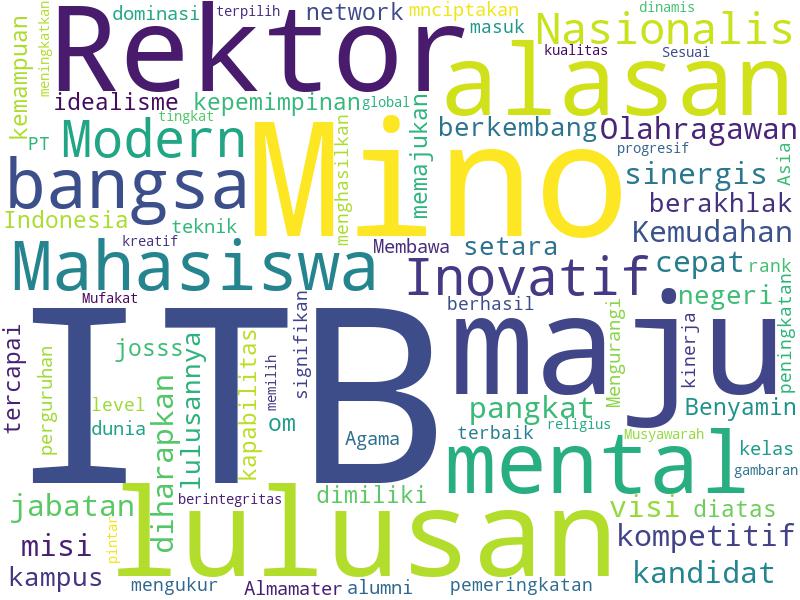 dominasi
terpilih
network
mnciptakan
dinamis
Rektor
masuk
Nasionalis
kemampuan
meningkatkan
kualitas
Sesuai
alasan
idealisme
kepemimpinan
global
tingkat
PT
Modern
Mino
menghasilkan
memajukan
berkembang
Olahragawan
progresif
Asia
bangsa
sinergis
berakhlak
Indonesia
teknik
kreatif
Membawa
setara
Kemudahan
Mahasiswa
Inovatif
cepat
rank
Mufakat
signifikan
berhasil
negeri
peningkatan
ITB
maju
Mengurangi
kinerja
tercapai
perguruhan
josss
lulusannya
kapabilitas
memilih
pangkat
Benyamin
level
dunia
diharapkan
om
Agama
terbaik
religius
Musyawarah
mental
kelas
gambaran
jabatan
berintegritas
dimiliki
visi
diatas
lulusan
misi
pintar
kompetitif
kampus
mengukur
Almamater
alumni
pemeringkatan
kandidat